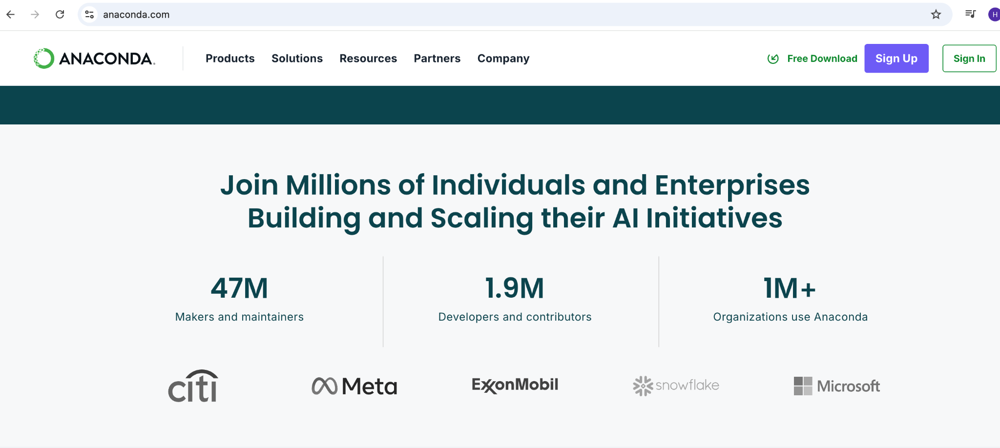 anaconda.com
H
ANACONDA.
Products Solutions Resources Partners Company
Free Download
Sign Up
Sign In
Join Millions of Individuals and Enterprises
Building and Scaling their AI Initiatives
47M
Makers and maintainers
1.9M
Developers and contributors
1M+
Organizations use Anaconda
citi
Meta
ExxonMobil
snowflake
Microsoft